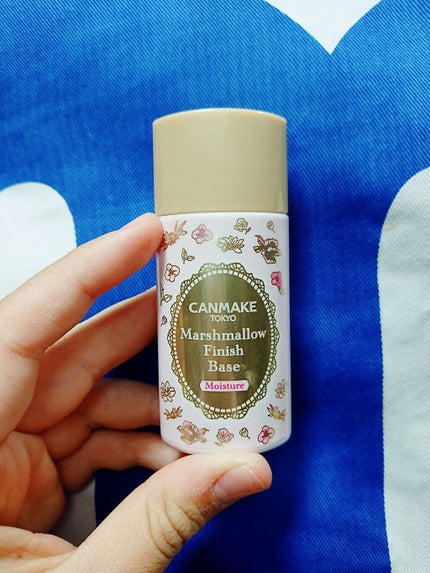 CANMAKE
TOKYO
Marshmallow
Finish
Base
Moisture